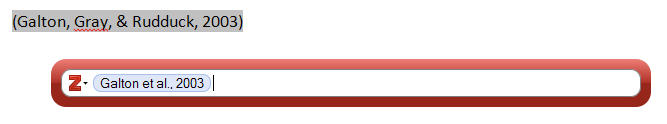 (Galton, Gray, & Rudduck, 2003)
Z Galton et al., 2003